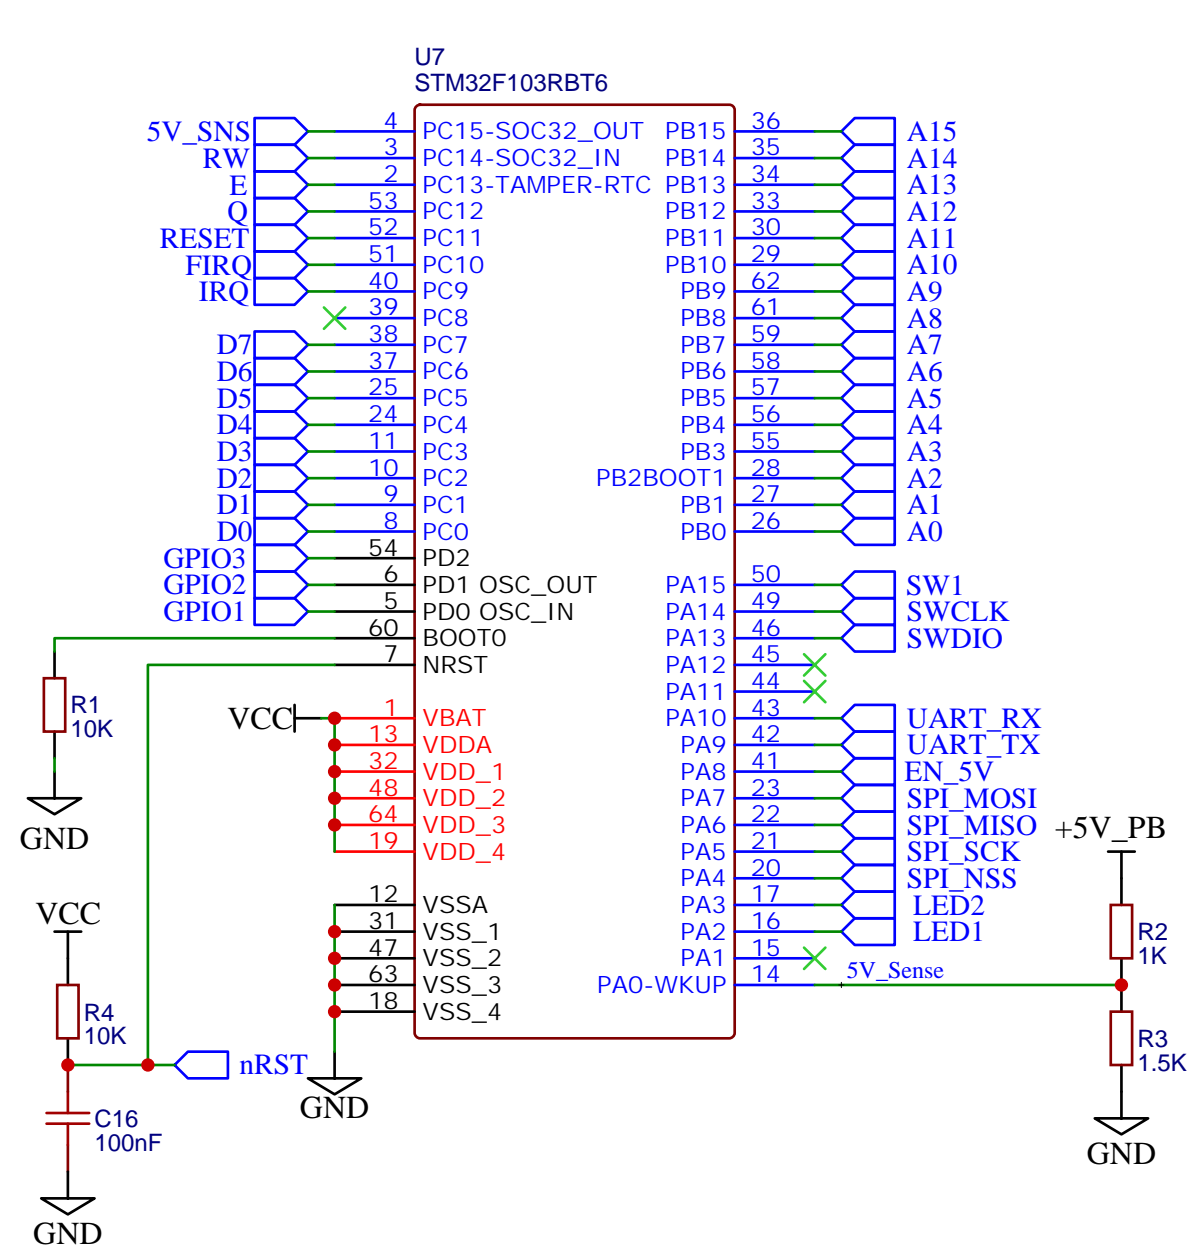 U7
STM32F103RBT6
5V_SNS 4 PC15-SOC32_OUT PB15 36 A15
RW 3 PC14-SOC32_IN PB14 35 A14
E 2 PC13-TAMPER-RTC PB13 34 A13
Q 53 PC12 PB12 33 A12
RESET 52 PC11 PB11 30 A11
FIRQ 51 PC10 PB10 29 A10
IRQ 40 PC9 PB9 62 A9
39 PC8 PB8 61 A8
D7 38 PC7 PB7 59 A7
D6 37 PC6 PB6 58 A6
D5 25 PC5 PB5 57 A5
D4 24 PC4 PB4 56 A4
D3 11 PC3 PB3 55 A3
D2 10 PC2 PB2BOOT1 28 A2
D1 9 PC1 PB1 27 A1
D0 8 PC0 PB0 26 A0
GPIO3 54 PD2
GPIO2 6 PD1 OSC_OUT PA15 50 SW1
GPIO1 5 PD0 OSC_IN PA14 49 SWCLK
60 BOOT0 PA13 46 SWDIO
7 NRST PA12 45
PA11 44
R1
10K
VCC 1 VBAT PA10 43 UART_RX
13 VDDA PA9 42 UART_TX
32 VDD_1 PA8 41 EN_5V
48 VDD_2 PA7 23 SPI_MOSI
GND 64 VDD_3 PA6 22 SPI_MISO +5V_PB
19 VDD_4 PA5 21 SPI_SCK
PA4 20 SPI_NSS
VCC 12 VSSA PA3 17 LED2
31 VSS_1 PA2 16 LED1
R2
1K
47 VSS_2 PA1 15
63 VSS_3 PA0-WKUP 14 5V_Sense
18 VSS_4
R4
10K
R3
1.5K
nRST
GND
C16
100nF
GND
GND